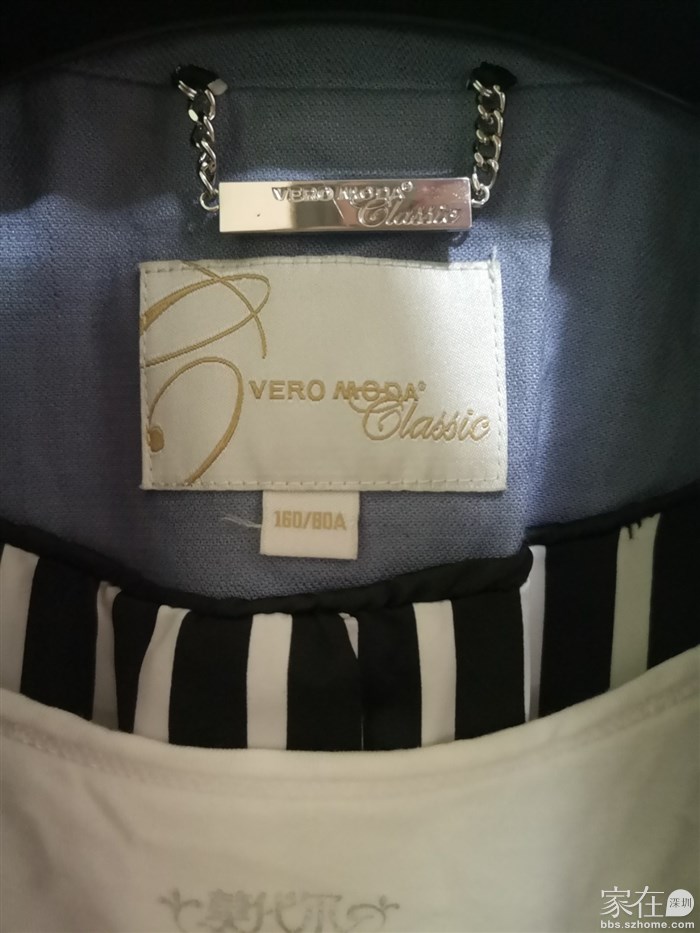 VERO MODA®
Classic
VERO MODA®
Classic
160/80A
家在深圳
bbs.szhome.com